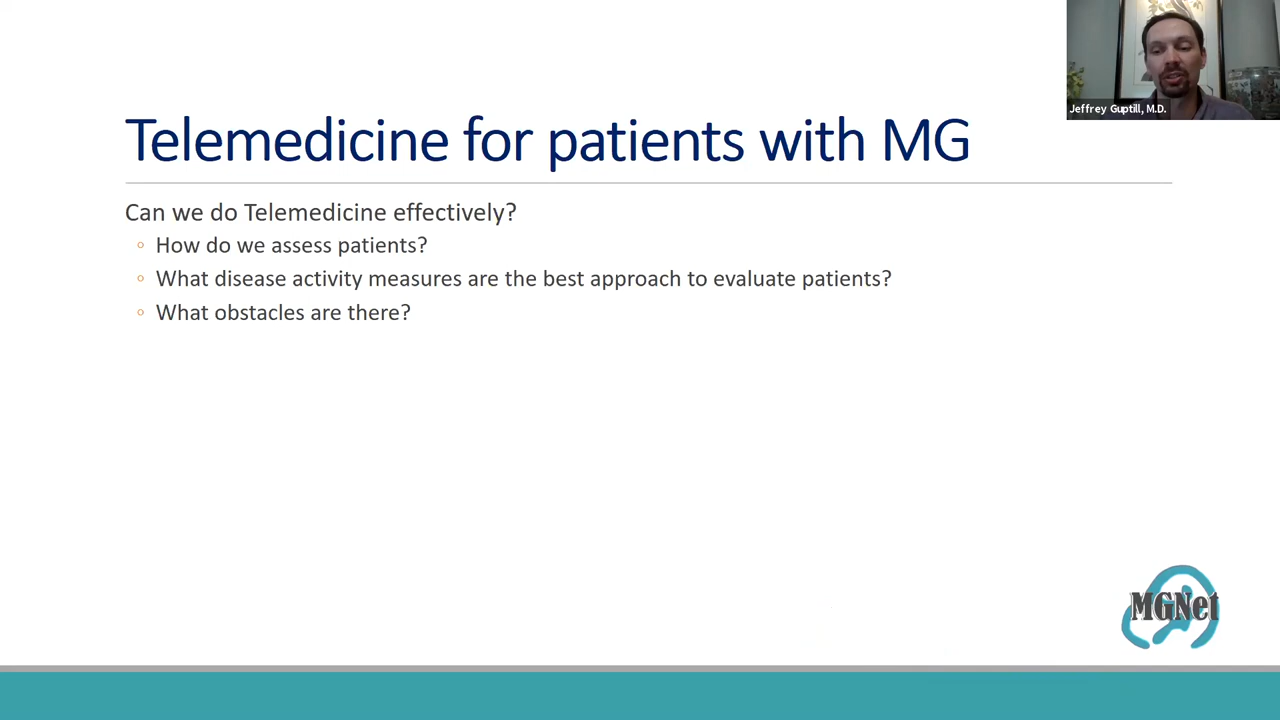 Jeffrey Guptill, M.D.
Telemedicine for patients with MG
Can we do Telemedicine effectively?
◦ How do we assess patients?
◦ What disease activity measures are the best approach to evaluate patients?
◦ What obstacles are there?
MGNet